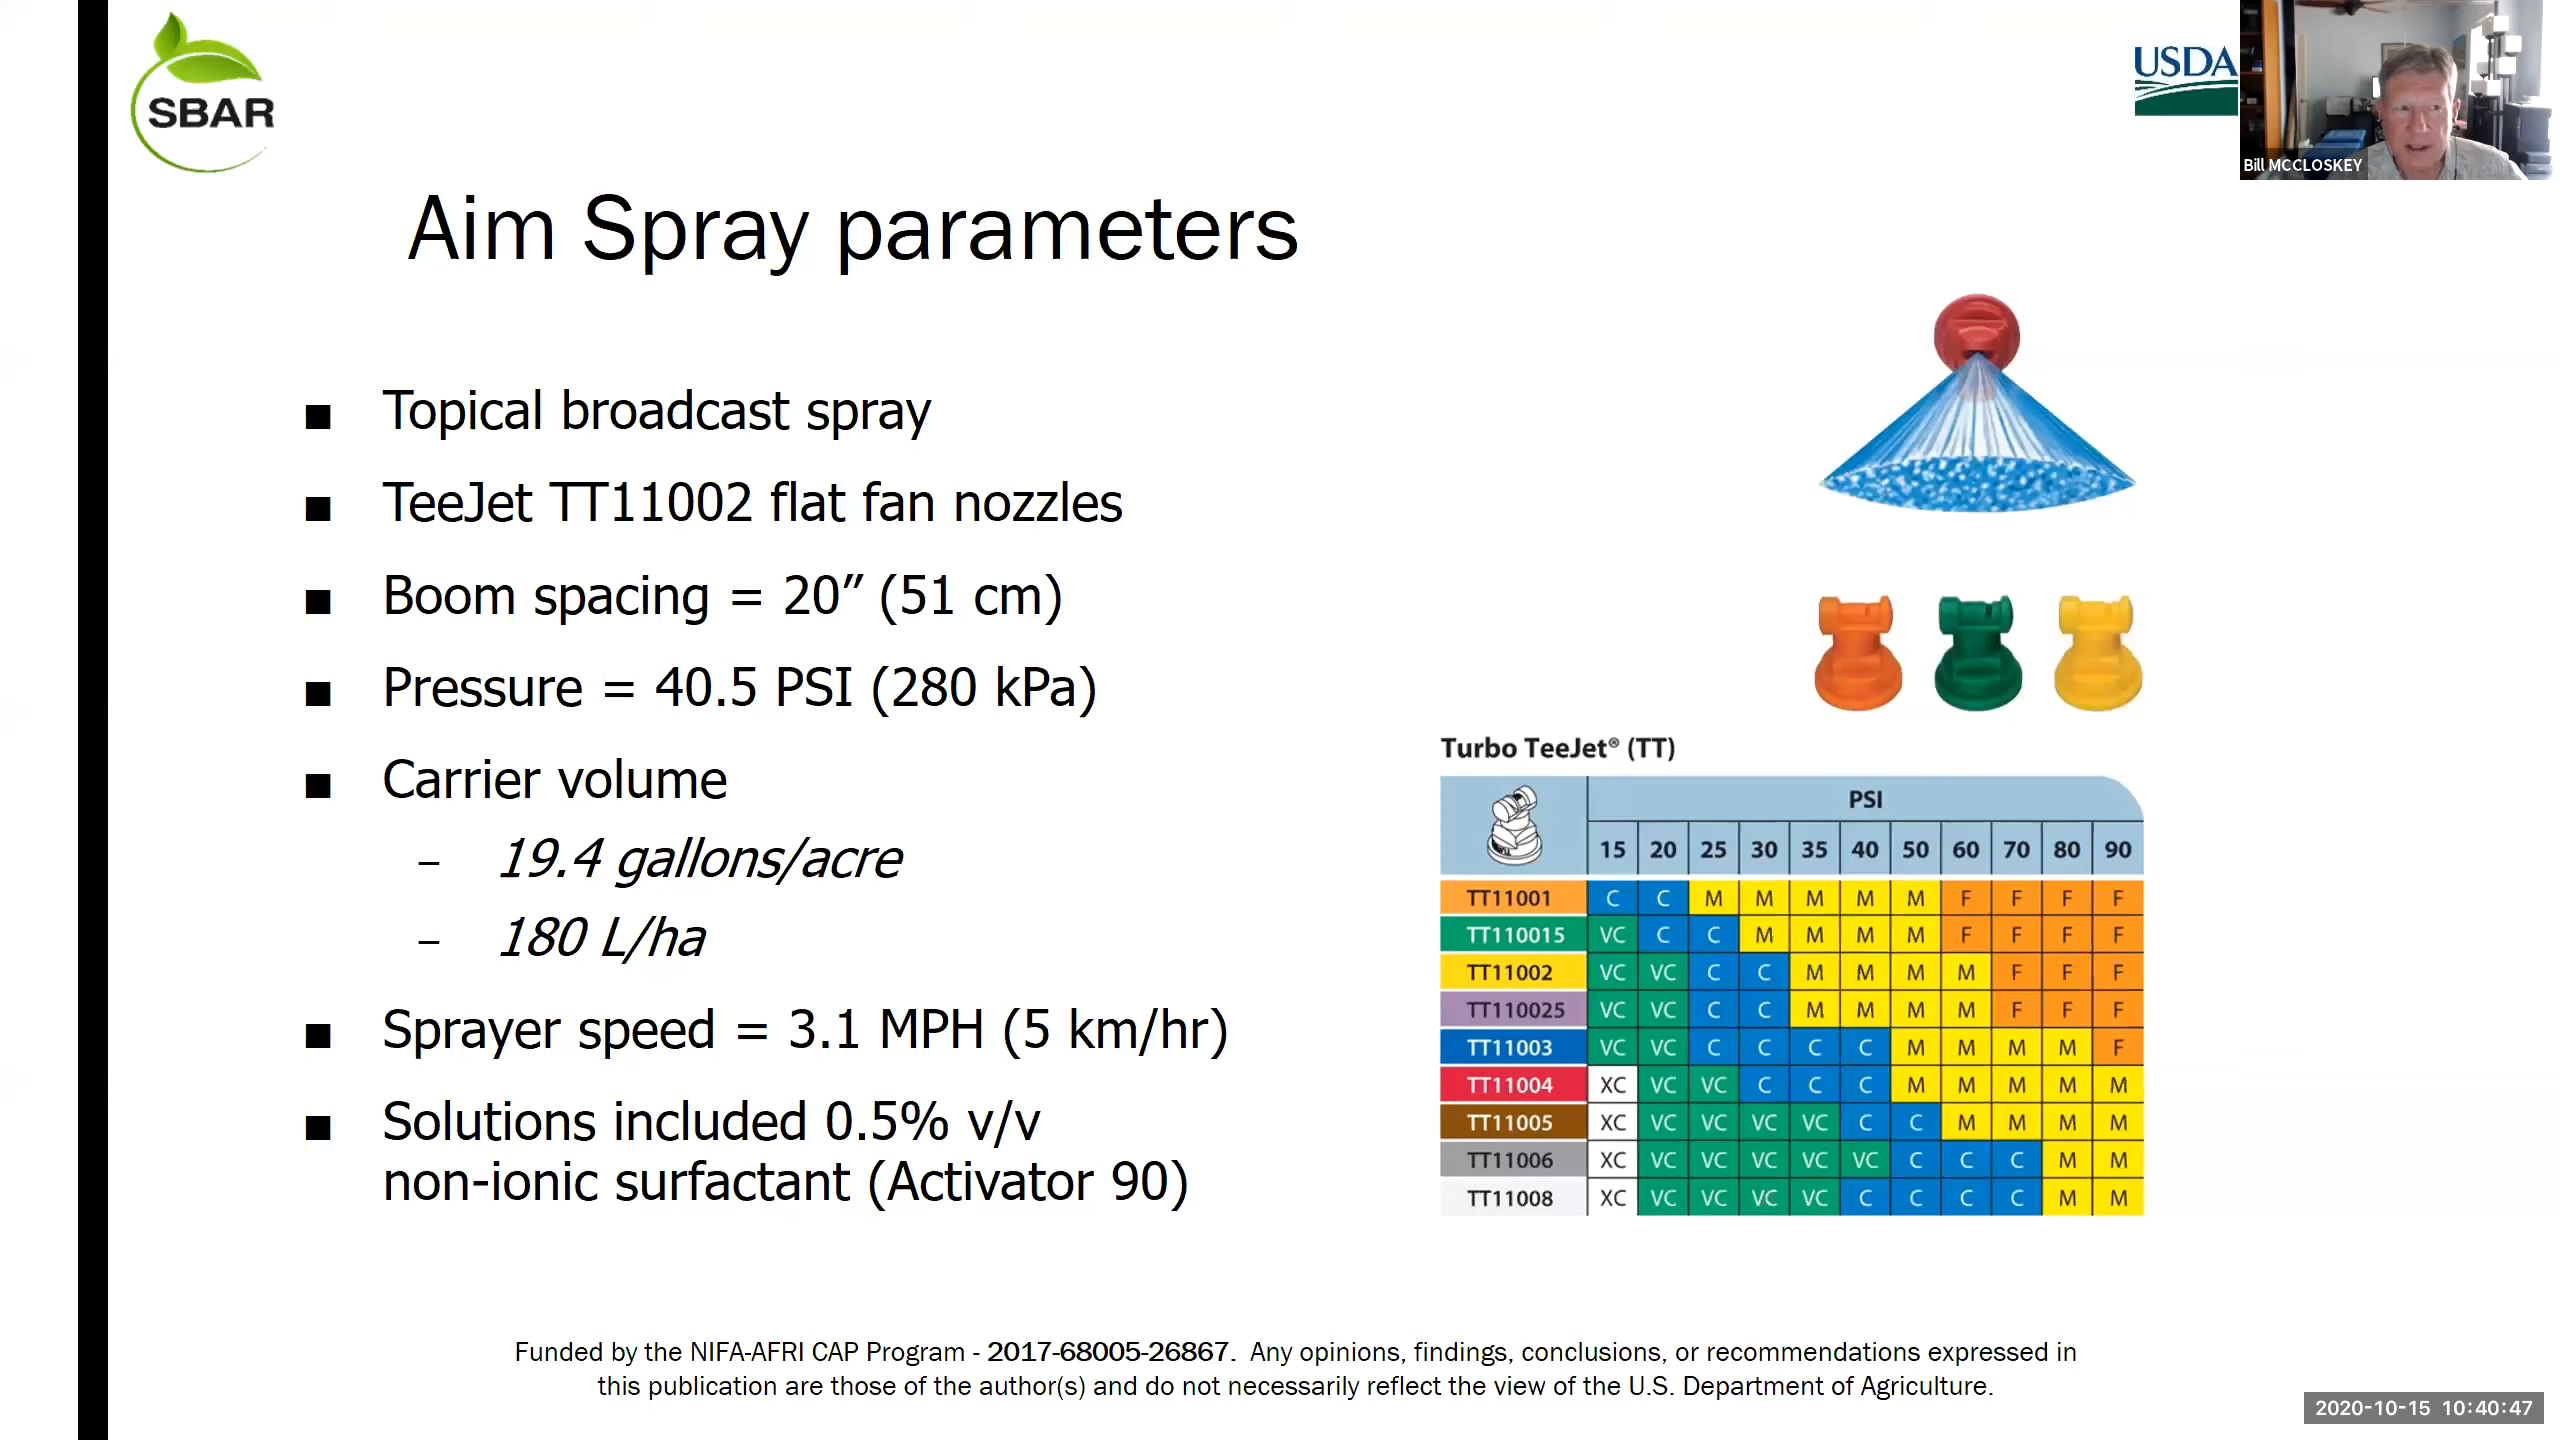 SBAR
USDA
Bill MCCLOSKEY
Aim Spray parameters
■ Topical broadcast spray
■ TeeJet TT11002 flat fan nozzles
■ Boom spacing = 20” (51 cm)
■ Pressure = 40.5 PSI (280 kPa)
■ Carrier volume
– 19.4 gallons/acre
– 180 L/ha
■ Sprayer speed = 3.1 MPH (5 km/hr)
■ Solutions included 0.5% v/v
non-ionic surfactant (Activator 90)
Turbo TeeJet® (TT)
PSI
15 20 25 30 35 40 50 60 70 80 90
TT11001 C C M M M M M F F F F
TT110015 VC C C M M M M F F F F
TT11002 VC VC C C M M M M F F F
TT110025 VC VC C C M M M M F F F
TT11003 VC VC C C C C M M M M F
TT11004 XC VC VC C C C M M M M M
TT11005 XC VC VC VC VC C C M M M M
TT11006 XC VC VC VC VC VC C C C M M
TT11008 XC VC VC VC VC C C C C M M
Funded by the NIFA-AFRI CAP Program - 2017-68005-26867. Any opinions, findings, conclusions, or recommendations expressed in
this publication are those of the author(s) and do not necessarily reflect the view of the U.S. Department of Agriculture.
2020-10-15 10:40:47